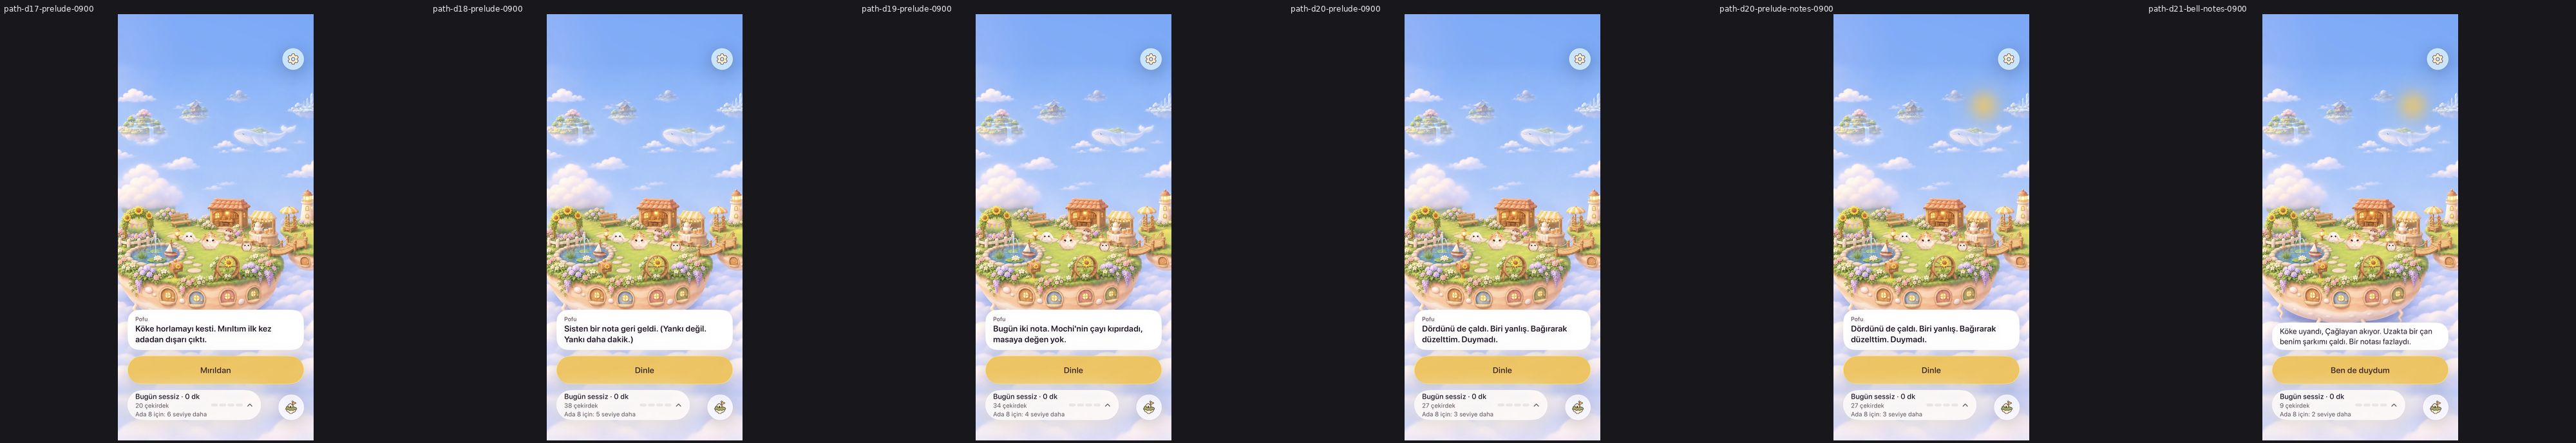 path-d17-prelude-0900
Pofu
Köke horlamayı kesti. Mırıltım ilk kez
adadan dışarı çıktı.
Mırıldan
Bugün sessiz · 0 dk
20 çekirdek
Ada 8 için: 6 seviye daha
path-d18-prelude-0900
Pofu
Sisten bir nota geri geldi. (Yankı değil.
Yankı daha dakik.)
Dinle
Bugün sessiz · 0 dk
38 çekirdek
Ada 8 için: 5 seviye daha
path-d19-prelude-0900
Pofu
Bugün iki nota. Mochi'nin çayı kıpırdadı,
masaya değen yok.
Dinle
Bugün sessiz · 0 dk
34 çekirdek
Ada 8 için: 4 seviye daha
path-d20-prelude-0900
Pofu
Dördünü de çaldı. Biri yanlış. Bağırarak
düzelttim. Duymadı.
Dinle
Bugün sessiz · 0 dk
27 çekirdek
Ada 8 için: 3 seviye daha
path-d20-prelude-notes-0900
Pofu
Dördünü de çaldı. Biri yanlış. Bağırarak
düzelttim. Duymadı.
Dinle
Bugün sessiz · 0 dk
27 çekirdek
Ada 8 için: 3 seviye daha
path-d21-bell-notes-0900
Köke uyandı, Çağlayan akıyor. Uzakta bir çan
benim şarkımı çaldı. Bir notası fazlaydı.
Ben de duydum
Bugün sessiz · 0 dk
9 çekirdek
Ada 8 için: 2 seviye daha